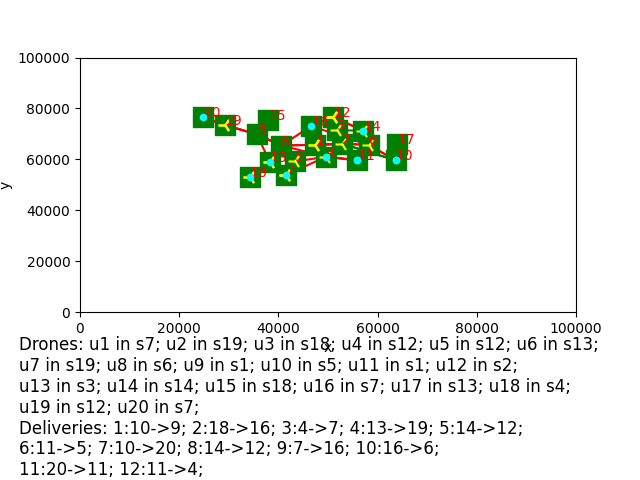 100000
80000
60000
40000
20000
0
y
0 20000 40000 60000 80000 100000
x
Drones: u1 in s7; u2 in s19; u3 in s18; u4 in s12; u5 in s12; u6 in s13;
u7 in s19; u8 in s6; u9 in s1; u10 in s5; u11 in s1; u12 in s2;
u13 in s3; u14 in s14; u15 in s18; u16 in s7; u17 in s13; u18 in s4;
u19 in s12; u20 in s7;
Deliveries: 1:10->9; 2:18->16; 3:4->7; 4:13->19; 5:14->12;
6:11->5; 7:10->20; 8:14->12; 9:7->16; 10:16->6;
11:20->11; 12:11->4;